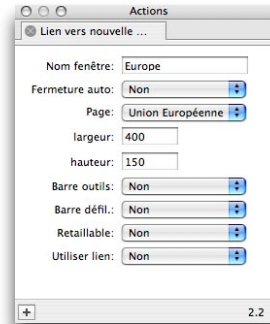 Actions
Lien vers nouvelle ...
Nom fenêtre: Europe
Fermeture auto: Non
Page: Union Européenne
largeur: 400
hauteur: 150
Barre outils: Non
Barre défil.: Non
Retaillable: Non
Utiliser lien: Non
+ 2.2